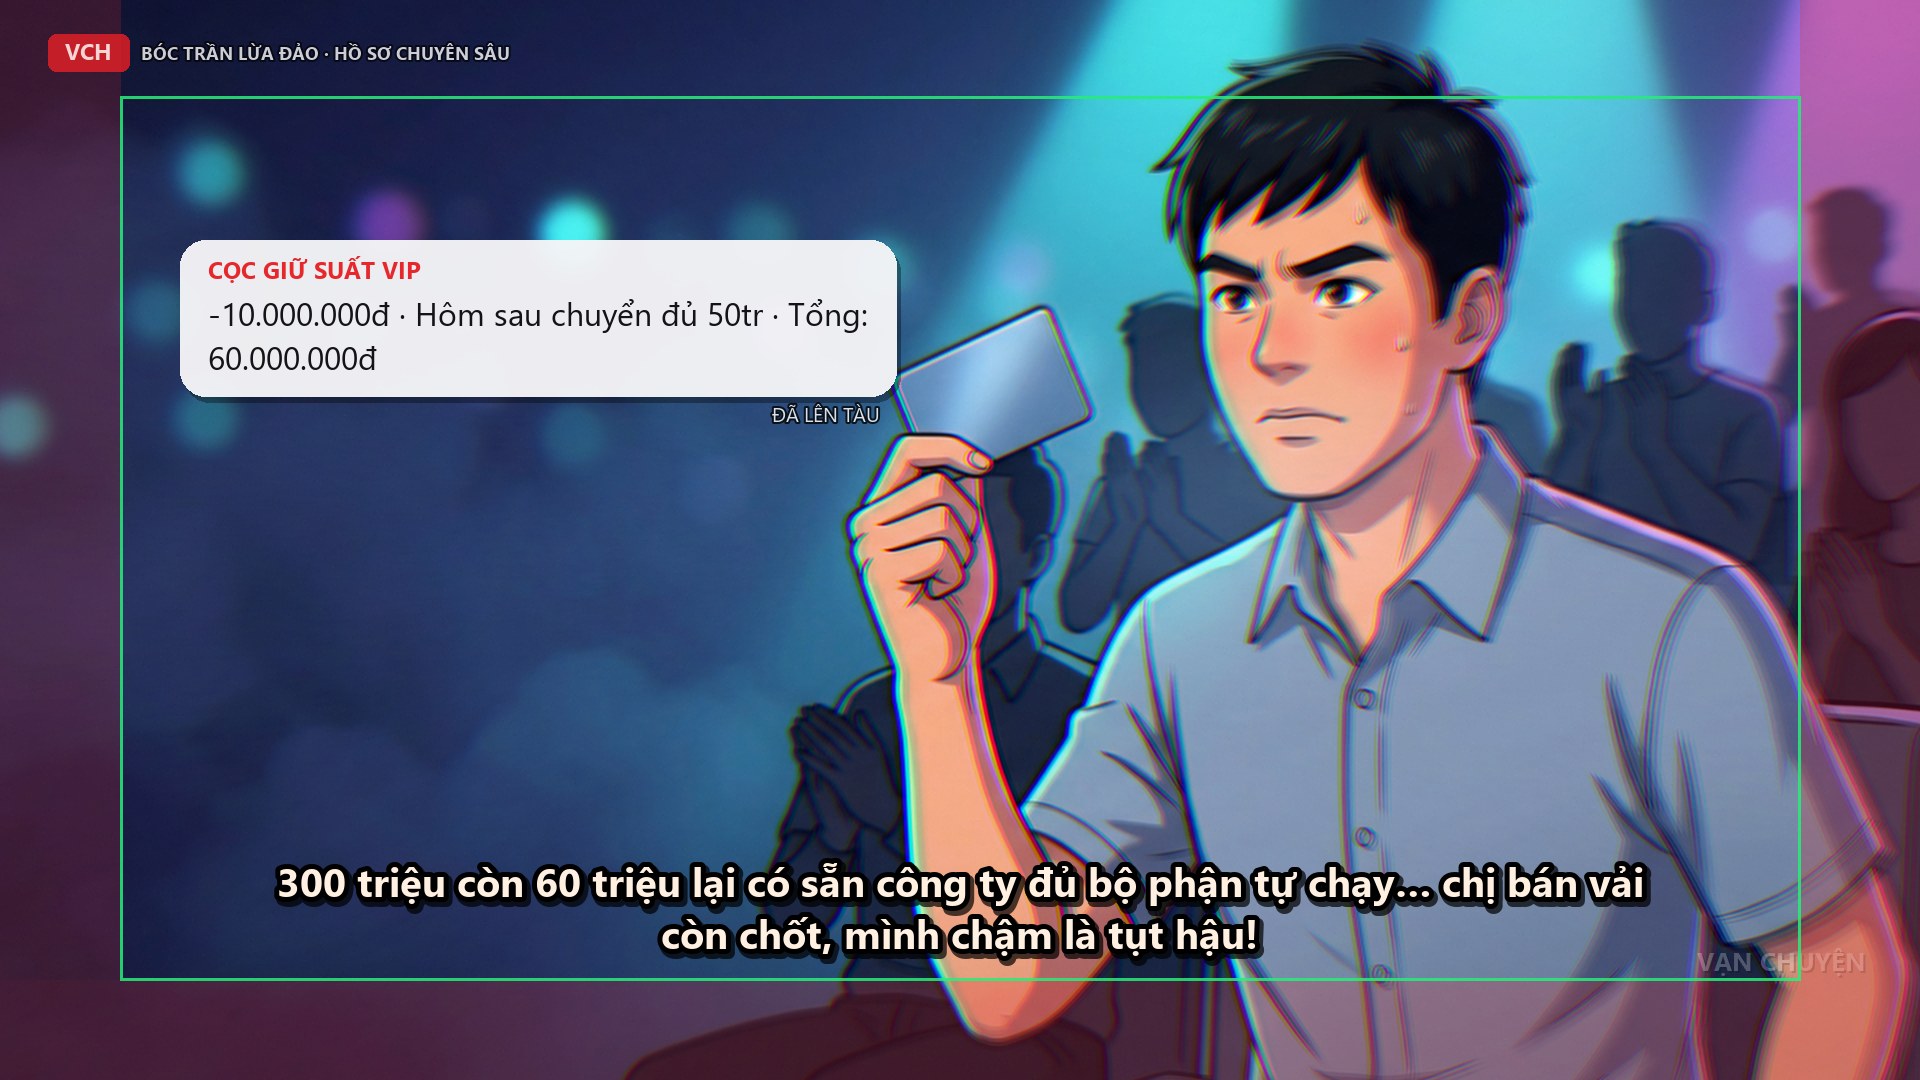 VCH BÓC TRẦN LỪA ĐẢO · HỒ SƠ CHUYÊN SÂU
CỌC GIỮ SUẤT VIP
-10.000.000đ · Hôm sau chuyển đủ 50tr · Tổng:
60.000.000đ
ĐÃ LÊN TÀU
300 triệu còn 60 triệu lại có sẵn công ty đủ bộ phận tự chạy... chị bán vải
còn chốt, mình chậm là tụt hậu!
VẠN CHUYỆN